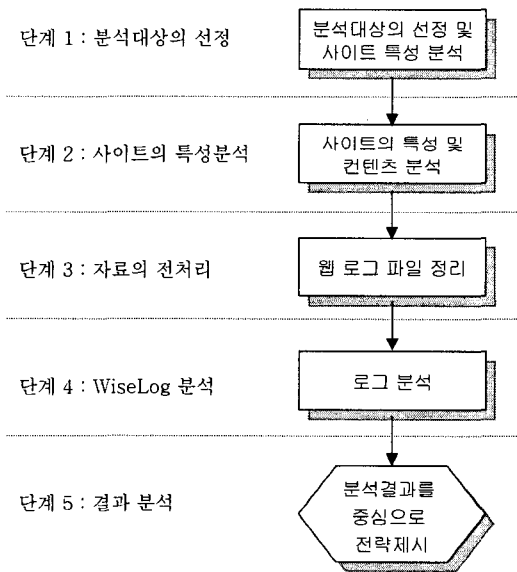 단계 1 : 분석대상의 선정
분석대상의 선정 및
사이트 특성 분석
단계 2 : 사이트의 특성분석
사이트의 특성 및
컨텐츠 분석
단계 3 : 자료의 전처리
웹 로그 파일 정리
단계 4 : WiseLog 분석
로그 분석
단계 5 : 결과 분석
분석결과를
중심으로
전략제시